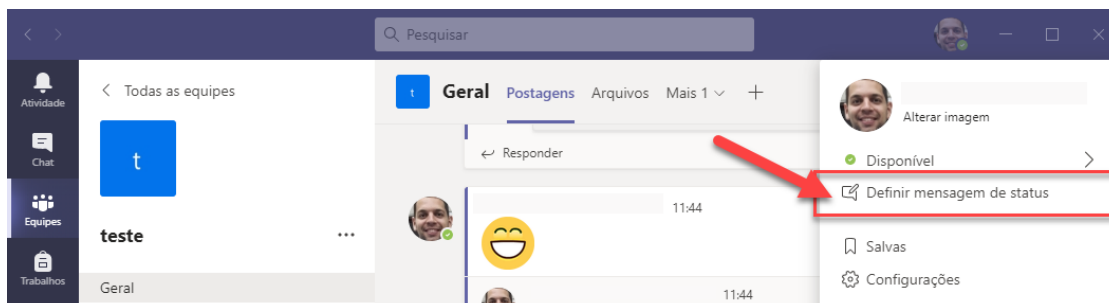 Pesquisar
Atividade
Chat
Equipes
Trabalhos
Todas as equipes
t
teste
Geral
t
Geral Postagens Arquivos Mais 1
Responder
11:44
11:44
Alterar imagem
Disponível
Definir mensagem de status
Salvas
Configurações